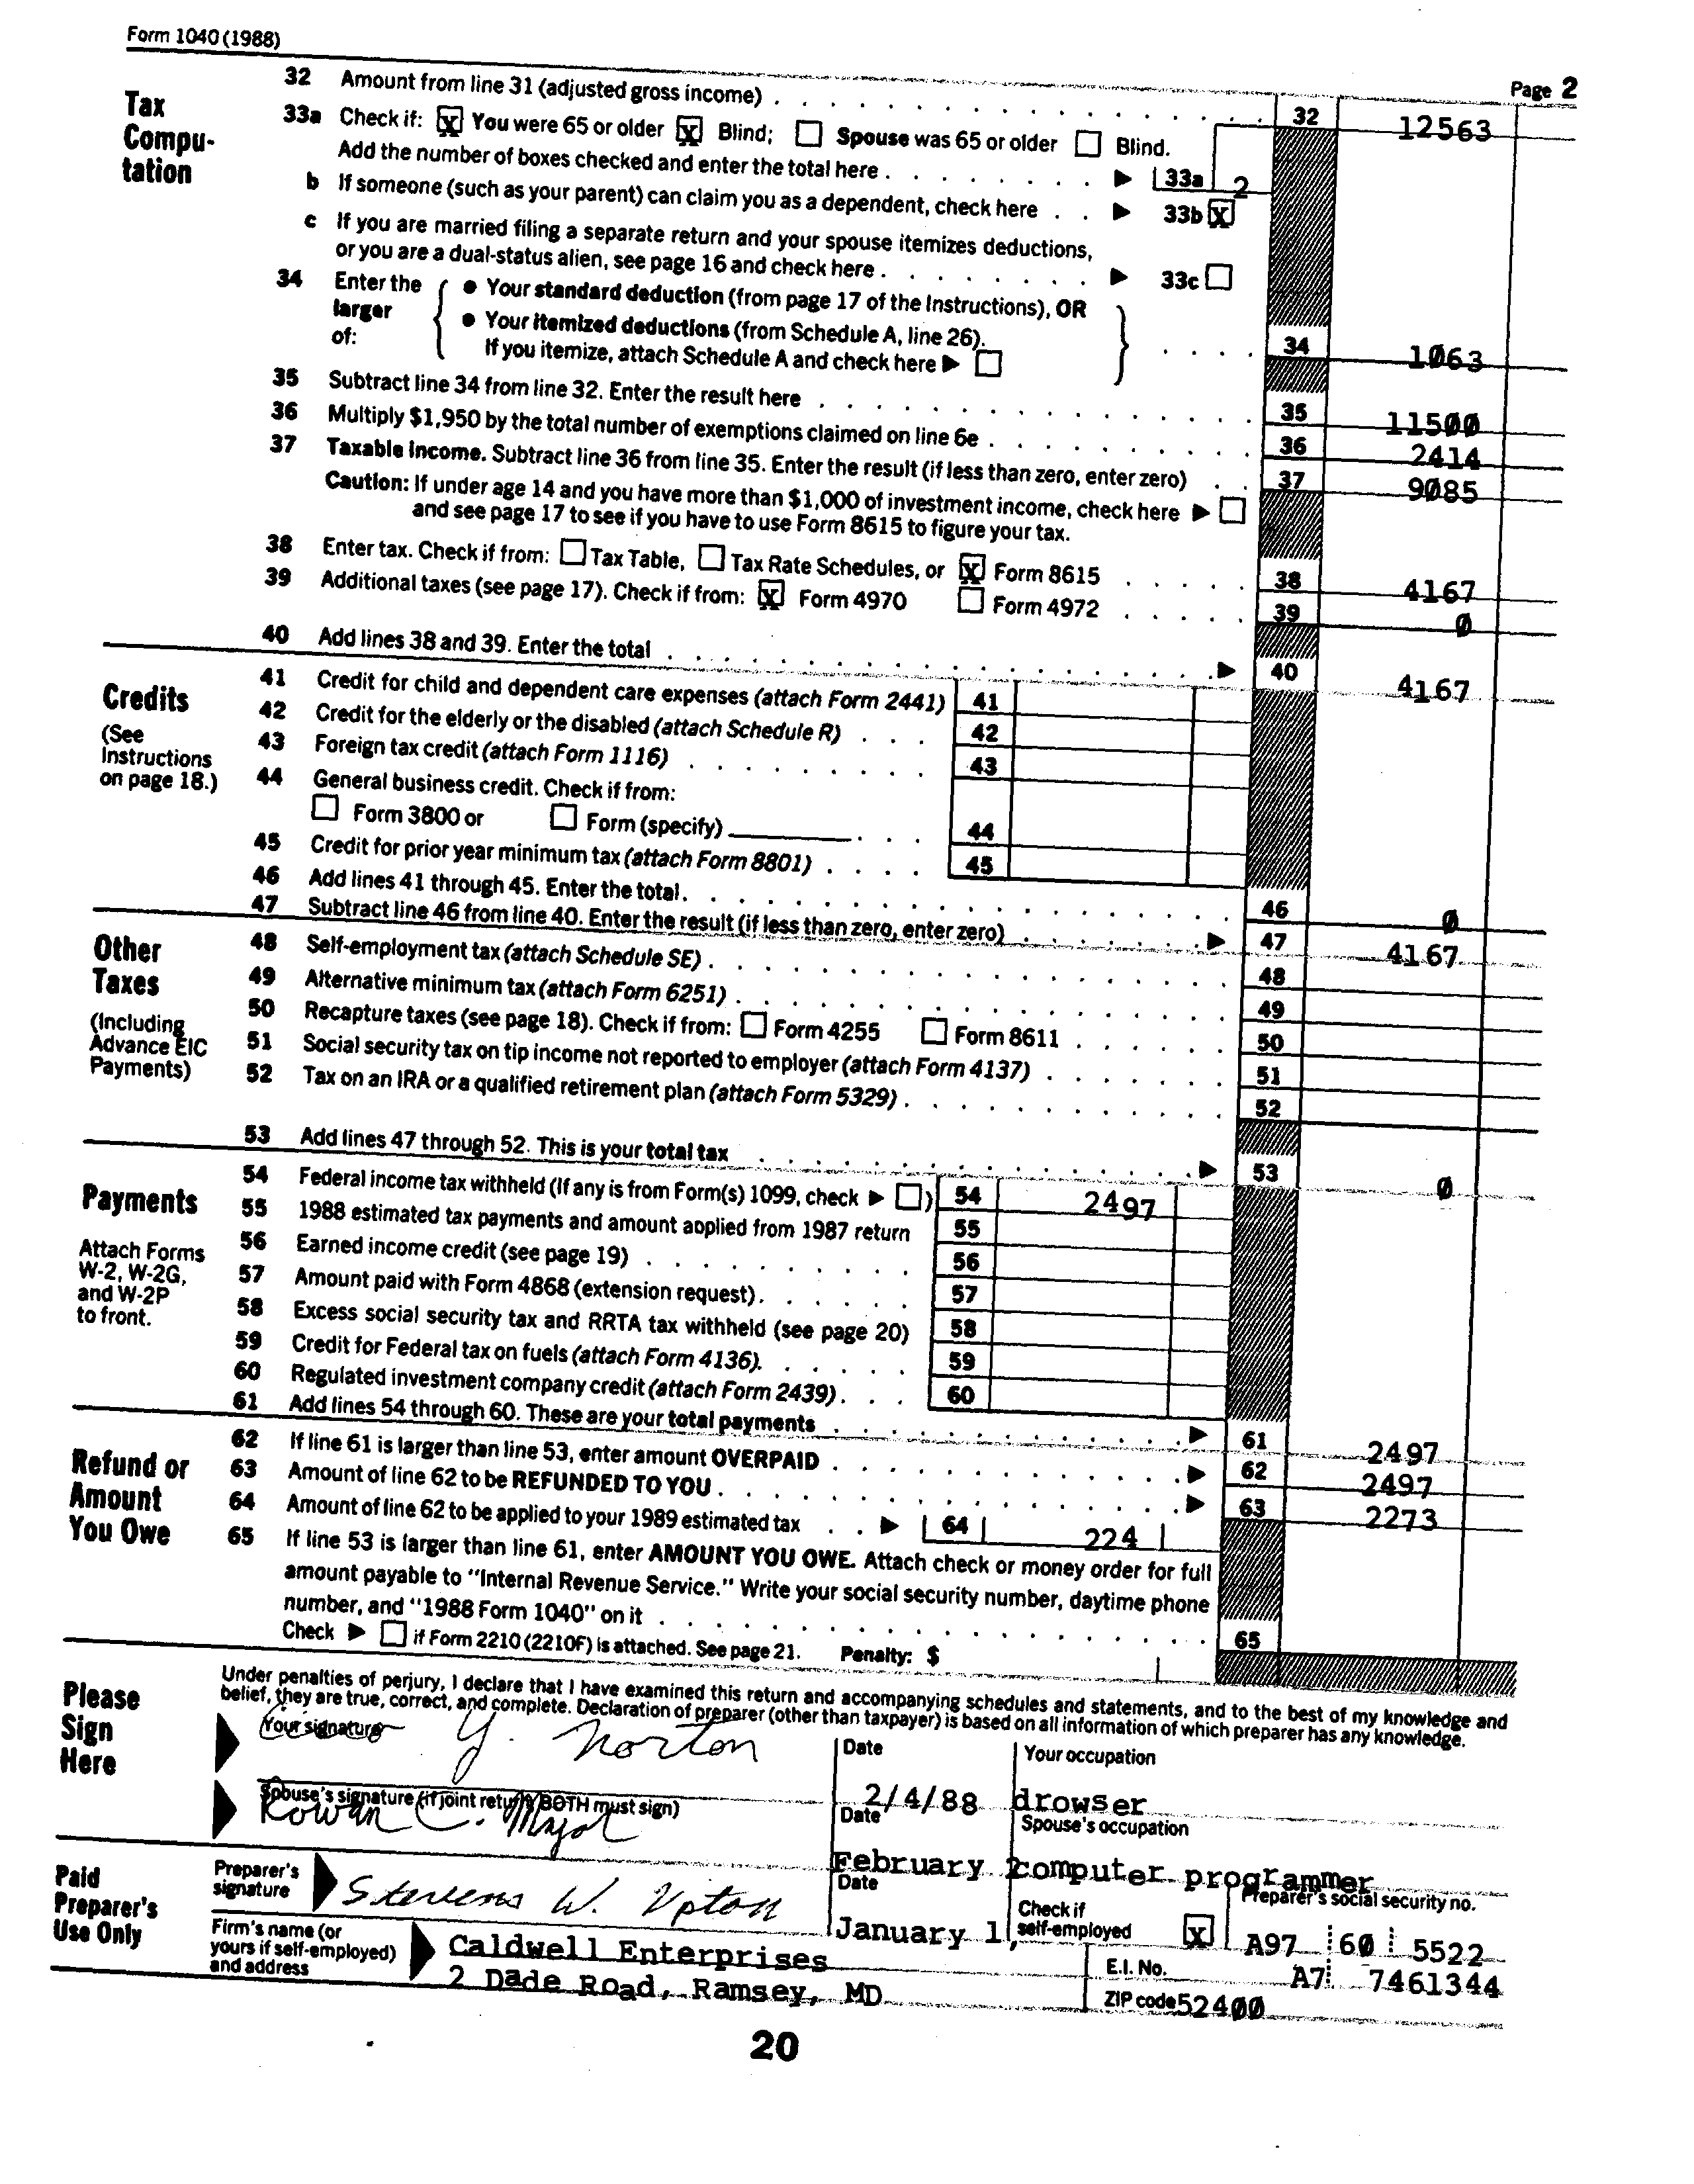 Form 1040 (1988)
Page 2
Tax Compu-tation
32 Amount from line 31 (adjusted gross income) . . . . . . . . . . . . . . 32 12563
33a Check if: [X] You were 65 or older [X] Blind; [ ] Spouse was 65 or older [ ] Blind.
Add the number of boxes checked and enter the total here . . . . . . . . ▶ 33a 2
b If someone (such as your parent) can claim you as a dependent, check here . . ▶ 33b [X]
c If you are married filing a separate return and your spouse itemizes deductions,
or you are a dual-status alien, see page 16 and check here . . . . . . . ▶ 33c [ ]
34 Enter the larger of: { ● Your standard deduction (from page 17 of the Instructions), OR
● Your itemized deductions (from Schedule A, line 26).
If you itemize, attach Schedule A and check here ▶ [ ] } . . . . 34 1063
35 Subtract line 34 from line 32. Enter the result here . . . . . . . . . . . 35 11500
36 Multiply $1,950 by the total number of exemptions claimed on line 6e . . . . . . 36 2414
37 Taxable income. Subtract line 36 from line 35. Enter the result (if less than zero, enter zero) . . 37 9085
Caution: If under age 14 and you have more than $1,000 of investment income, check here ▶ [ ]
and see page 17 to see if you have to use Form 8615 to figure your tax.
38 Enter tax. Check if from: [ ] Tax Table, [ ] Tax Rate Schedules, or [X] Form 8615 . . . . . 38 4167
39 Additional taxes (see page 17). Check if from: [X] Form 4970 [ ] Form 4972 . . . . . 39 0
40 Add lines 38 and 39. Enter the total . . . . . . . . . . . . . ▶ 40 4167
Credits
(See Instructions on page 18.)
41 Credit for child and dependent care expenses (attach Form 2441) 41
42 Credit for the elderly or the disabled (attach Schedule R) . . . 42
43 Foreign tax credit (attach Form 1116) . . . . . . . . . 43
44 General business credit. Check if from:
[ ] Form 3800 or [ ] Form (specify) . . . 44
45 Credit for prior year minimum tax (attach Form 8801) . . . . 45
46 Add lines 41 through 45. Enter the total. . . . . . . . . . . . . . 46 0
47 Subtract line 46 from line 40. Enter the result (if less than zero, enter zero) . . . . . ▶ 47 4167
Other Taxes
(Including Advance EIC Payments)
48 Self-employment tax (attach Schedule SE) . . . . . . . . . . . . 48
49 Alternative minimum tax (attach Form 6251) . . . . . . . . . . . . 49
50 Recapture taxes (see page 18). Check if from: [ ] Form 4255 [ ] Form 8611 . . . . . . 50
51 Social security tax on tip income not reported to employer (attach Form 4137) . . . . . . 51
52 Tax on an IRA or a qualified retirement plan (attach Form 5329) . . . . . . . . . . 52
53 Add lines 47 through 52. This is your total tax . . . . . . . . . . . ▶ 53 0
Payments
Attach Forms W-2, W-2G, and W-2P to front.
54 Federal income tax withheld (If any is from Form(s) 1099, check ▶ [ ]) 54 2497
55 1988 estimated tax payments and amount applied from 1987 return 55
56 Earned income credit (see page 19) . . . . . . . . . . 56
57 Amount paid with Form 4868 (extension request). . . . . . 57
58 Excess social security tax and RRTA tax withheld (see page 20) 58
59 Credit for Federal tax on fuels (attach Form 4136). . . . . . 59
60 Regulated investment company credit (attach Form 2439) . . . 60
61 Add lines 54 through 60. These are your total payments . . . . . . . . . ▶ 61 2497
Refund or Amount You Owe
62 If line 61 is larger than line 53, enter amount OVERPAID . . . . . . . . . ▶ 62 2497
63 Amount of line 62 to be REFUNDED TO YOU . . . . . . . . . . . ▶ 63 2273
64 Amount of line 62 to be applied to your 1989 estimated tax . . ▶ 64 224
65 If line 53 is larger than line 61, enter AMOUNT YOU OWE. Attach check or money order for full
amount payable to "Internal Revenue Service." Write your social security number, daytime phone
number, and "1988 Form 1040" on it . . . . . . . . . . . . . . 65
Check ▶ [ ] if Form 2210 (2210F) is attached. See page 21. Penalty: $
Please Sign Here
Under penalties of perjury, I declare that I have examined this return and accompanying schedules and statements, and to the best of my knowledge and
belief, they are true, correct, and complete. Declaration of preparer (other than taxpayer) is based on all information of which preparer has any knowledge.
Your signature Y. Norton
Date 2/4/88
Your occupation drowser
Spouse's signature (if joint return, BOTH must sign) Rowan C. Major
Date February 2
Spouse's occupation computer programmer
Paid Preparer's Use Only
Preparer's signature Stevens W. Upton
Date January 1,
Check if self-employed [X]
Preparer's social security no. A97 60 5522
Firm's name (or yours if self-employed) and address
Caldwell Enterprises
2 Dade Road, Ramsey, MD
E.I. No. A7 7461344
ZIP code 52400
20